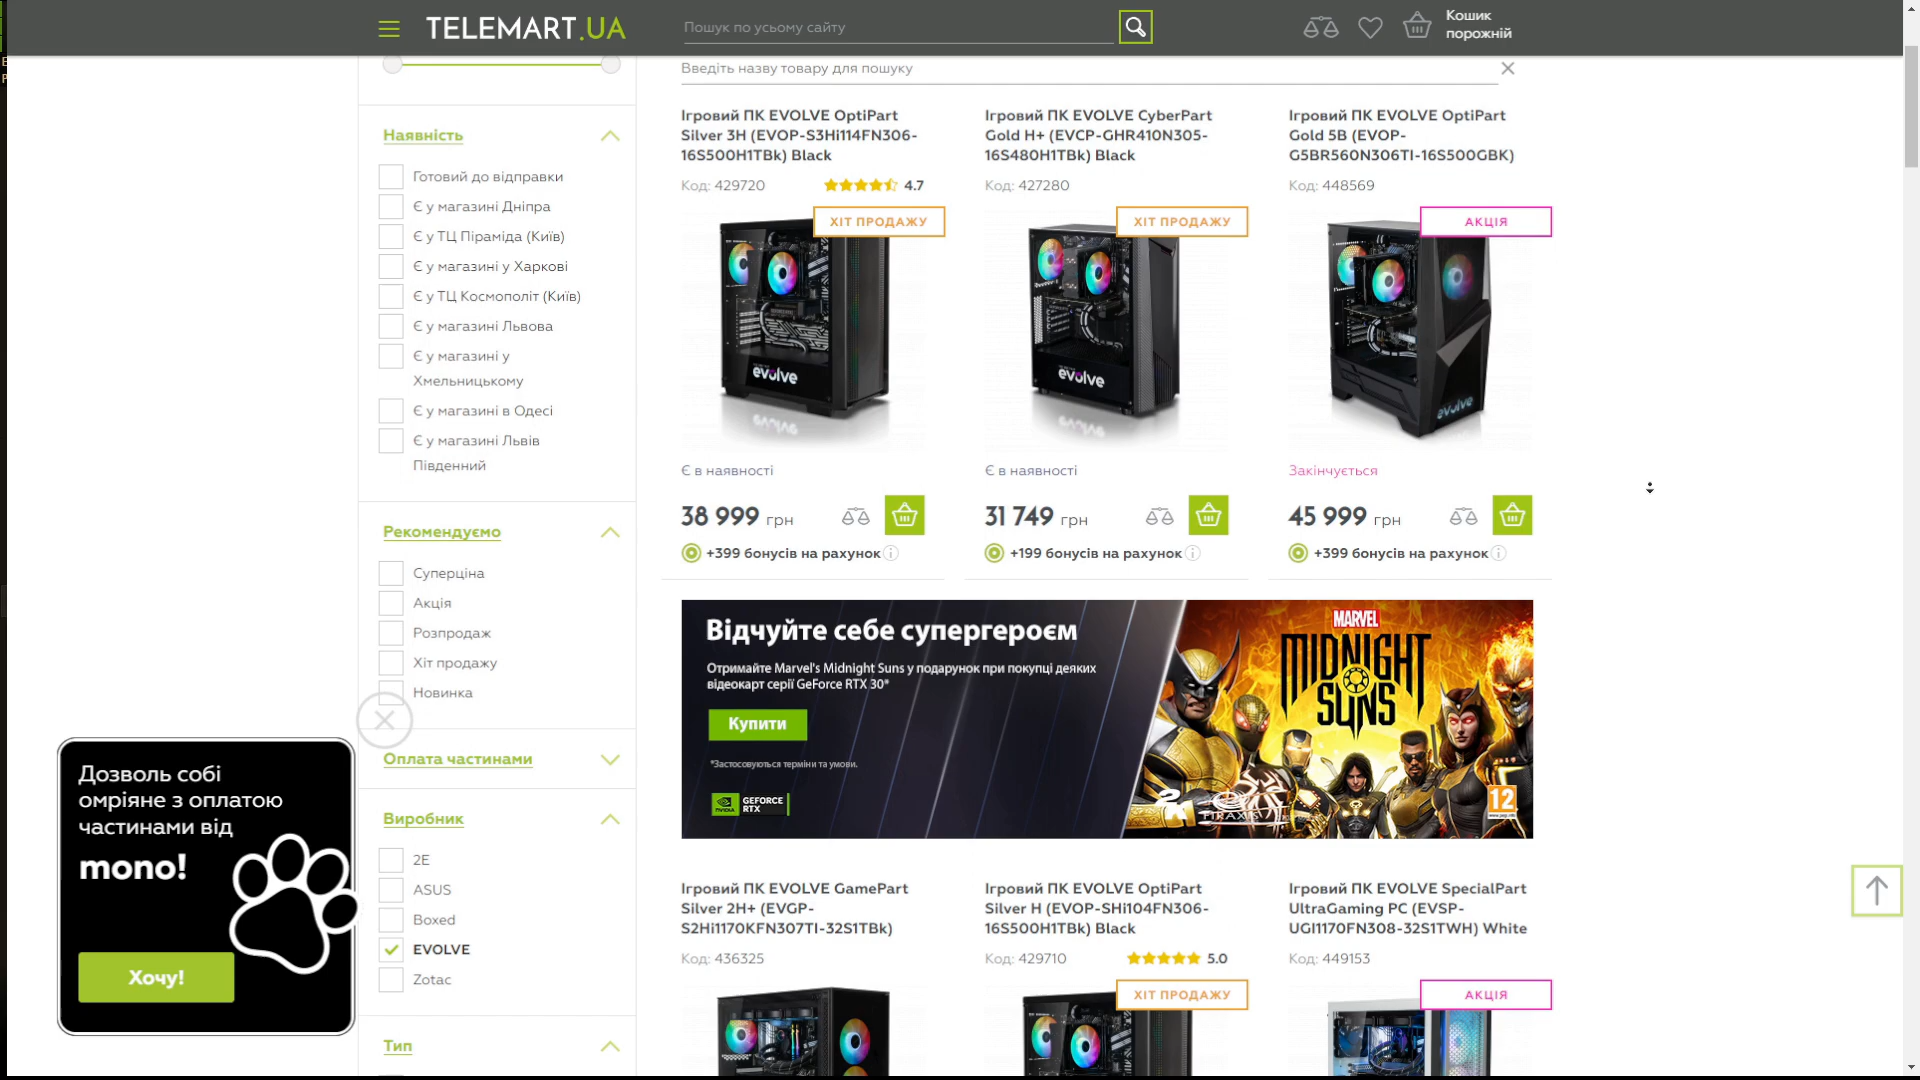 TELEMART.UA
Пошук по усьому сайту
Кошик
порожній
Введіть назву товару для пошуку
Наявність
Готовий до відправки
Є у магазині Дніпра
Є у ТЦ Піраміда (Київ)
Є у магазині у Харкові
Є у ТЦ Космополіт (Київ)
Є у магазині Львова
Є у магазині у
Хмельницькому
Є у магазині в Одесі
Є у магазині Львів
Південний
Рекомендуємо
Суперціна
Акція
Розпродаж
Хіт продажу
Новинка
Оплата частинами
Виробник
2E
ASUS
Boxed
EVOLVE
Zotac
Тип
Дозволь собі
омріяне з оплатою
частинами від
mono!
Хочу!
Ігровий ПК EVOLVE OptiPart
Silver 3H (EVOP-S3Hi114FN306-
16S500H1TBk) Black
Код: 429720
4.7
ХІТ ПРОДАЖУ
evolve
Є в наявності
38 999 грн
+399 бонусів на рахунок
Ігровий ПК EVOLVE CyberPart
Gold H+ (EVCP-GHR410N305-
16S480H1TBk) Black
Код: 427280
ХІТ ПРОДАЖУ
evolve
Є в наявності
31 749 грн
+199 бонусів на рахунок
Ігровий ПК EVOLVE OptiPart
Gold 5B (EVOP-
G5BR560N306TI-16S500GBK)
Код: 448569
АКЦІЯ
evolve
Закінчується
45 999 грн
+399 бонусів на рахунок
Відчуйте себе супергероєм
Отримайте Marvel's Midnight Suns у подарунок при покупці деяких
відеокарт серії GeForce RTX 30*
Купити
*Застосовуються терміни та умови.
NVIDIA
GEFORCE
RTX
MARVEL
MIDNIGHT
SUNS
2K
FIRAXIS
12
www.pegi.info
Ігровий ПК EVOLVE GamePart
Silver 2H+ (EVGP-
S2Hi1170KFN307TI-32S1TBk)
Код: 436325
Ігровий ПК EVOLVE OptiPart
Silver H (EVOP-SHi104FN306-
16S500H1TBk) Black
Код: 429710
5.0
ХІТ ПРОДАЖУ
Ігровий ПК EVOLVE SpecialPart
UltraGaming PC (EVSP-
UGI1170FN308-32S1TWH) White
Код: 449153
АКЦІЯ